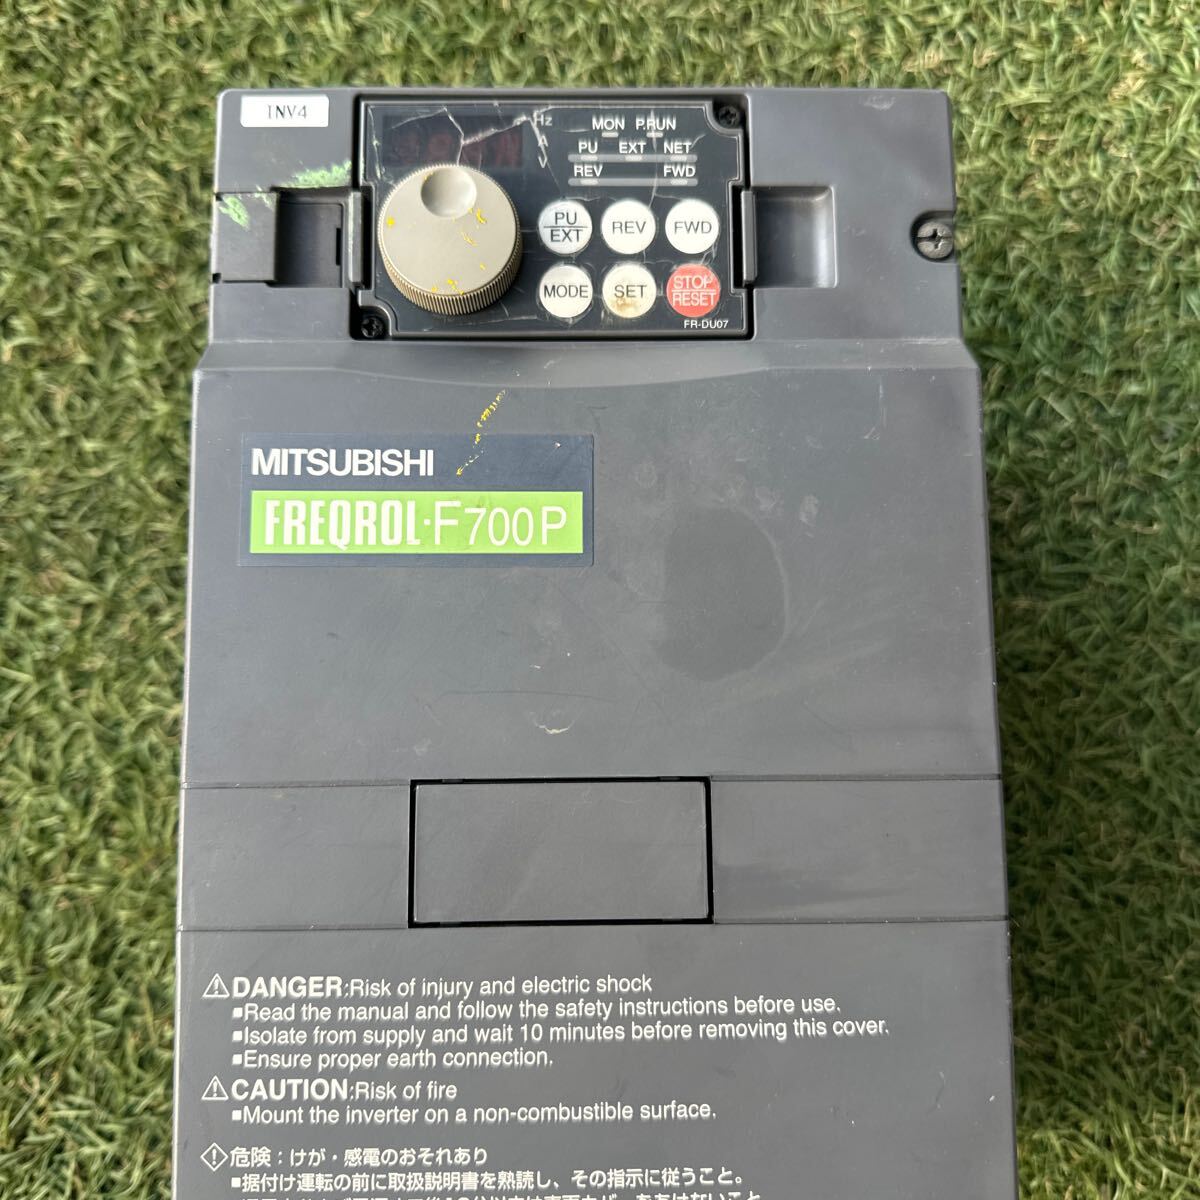 INV4
Hz
MON P.RUN
PU EXT NET
REV FWD
PU
EXT
REV
FWD
MODE
SET
STOP
RESET
FR-DU07
MITSUBISHI
FREQROL-F700P
⚠DANGER:Risk of injury and electric shock
■Read the manual and follow the safety instructions before use.
■Isolate from supply and wait 10 minutes before removing this cover.
■Ensure proper earth connection.
⚠CAUTION:Risk of fire
■Mount the inverter on a non-combustible surface.
危険:けが・感電のおそれあり
■据付け運転の前に取扱説明書を熟読し、その指示に従うこと。